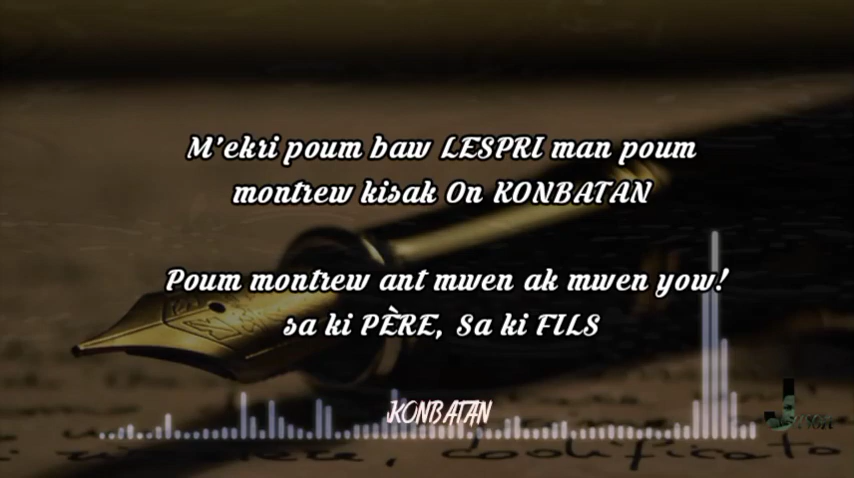 M'ekri poum baw LESPRI man poum
montrew kisak On KONBATAN
Poum montrew ant mwen ak mwen yow!
sa ki PÈRE, Sa ki FILS
KONBATAN